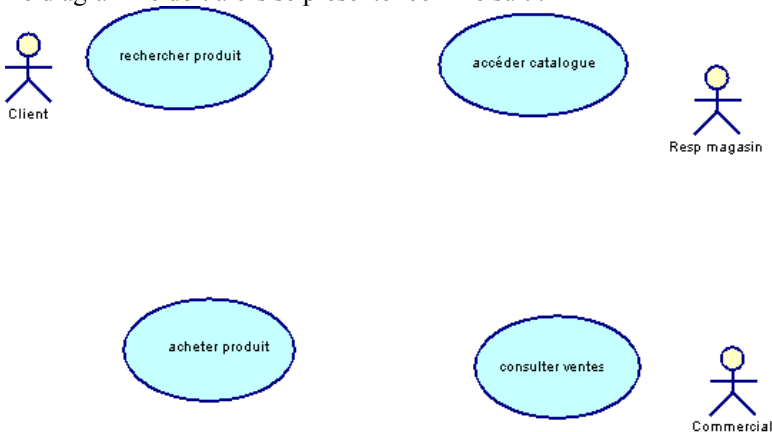 rechercher produit
accéder catalogue
Client
Resp magasin
acheter produit
consulter ventes
Commercial